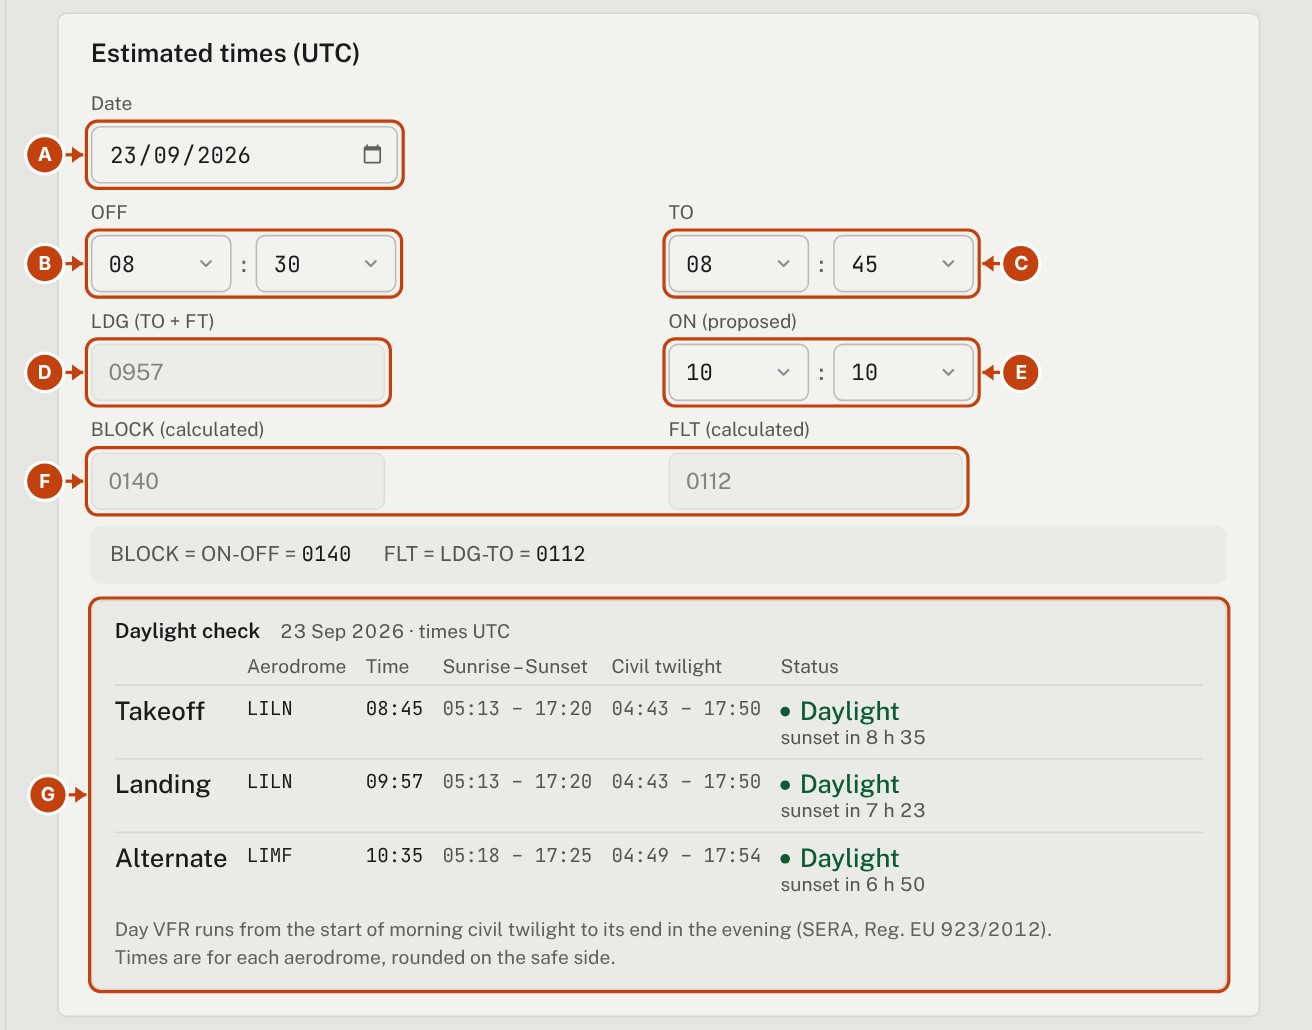 Estimated times (UTC)
Date
A 23/09/2026
OFF TO
B 08 : 30 08 : 45 C
LDG (TO + FT) ON (proposed)
D 0957 10 : 10 E
BLOCK (calculated) FLT (calculated)
F 0140 0112
BLOCK = ON-OFF = 0140 FLT = LDG-TO = 0112
Daylight check 23 Sep 2026 · times UTC
Aerodrome Time Sunrise–Sunset Civil twilight Status
Takeoff LILN 08:45 05:13 – 17:20 04:43 – 17:50 • Daylight
sunset in 8 h 35
Landing LILN 09:57 05:13 – 17:20 04:43 – 17:50 • Daylight
sunset in 7 h 23
G
Alternate LIMF 10:35 05:18 – 17:25 04:49 – 17:54 • Daylight
sunset in 6 h 50
Day VFR runs from the start of morning civil twilight to its end in the evening (SERA, Reg. EU 923/2012).
Times are for each aerodrome, rounded on the safe side.